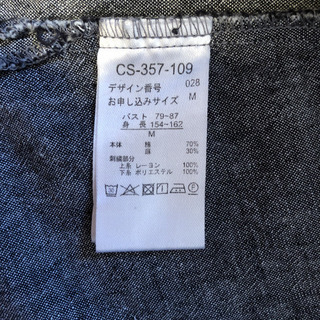 CS-357-109
デザイン番号 028
お申し込みサイズ M
バスト 79~87
身長 154~162
M
本体 綿 70%
麻 30%
刺繍部分
上糸 レーヨン 100%
下糸 ポリエステル 100%